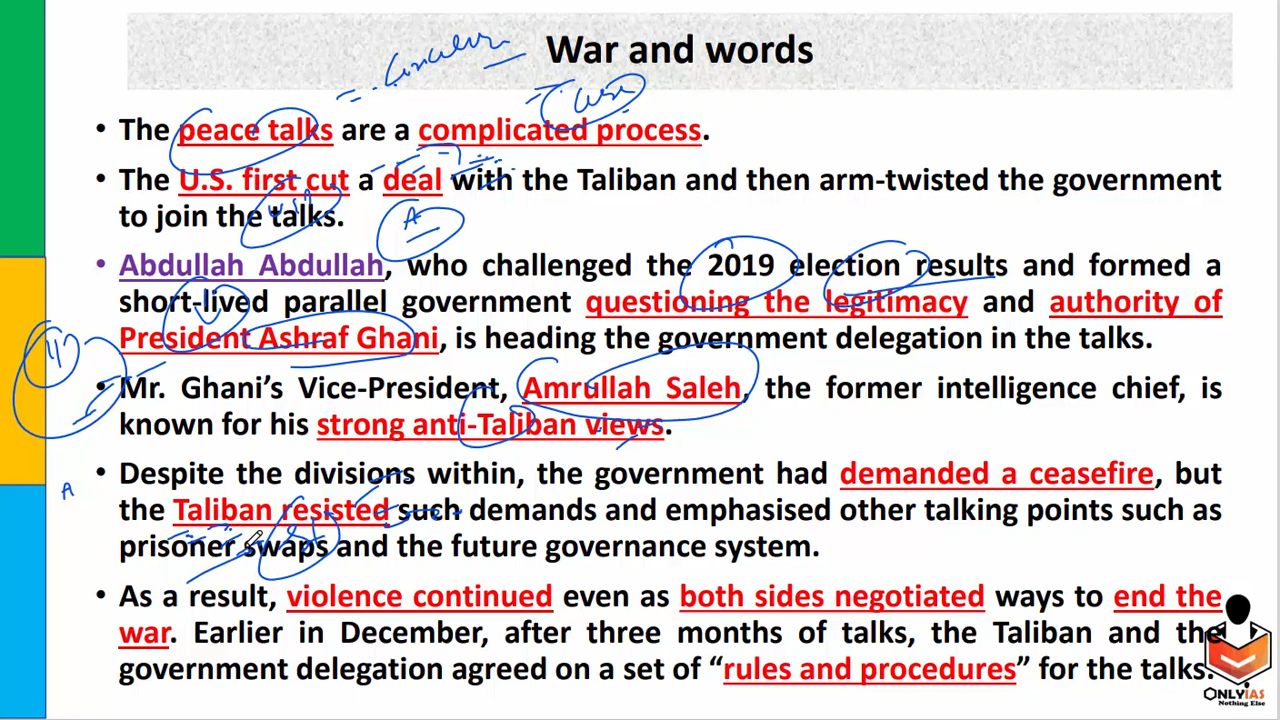 War and words
• The peace talks are a complicated process.
• The U.S. first cut a deal with the Taliban and then arm-twisted the government
to join the talks.
• Abdullah Abdullah, who challenged the 2019 election results and formed a
short-lived parallel government questioning the legitimacy and authority of
President Ashraf Ghani, is heading the government delegation in the talks.
• Mr. Ghani's Vice-President, Amrullah Saleh, the former intelligence chief, is
known for his strong anti-Taliban views.
• Despite the divisions within, the government had demanded a ceasefire, but
A
the Taliban resisted such demands and emphasised other talking points such as
prisoner swaps and the future governance system.
• As a result, violence continued even as both sides negotiated ways to end the
war. Earlier in December, after three months of talks, the Taliban and the
government delegation agreed on a set of “rules and procedures” for the talks.
ONLYIAS
Nothing Else